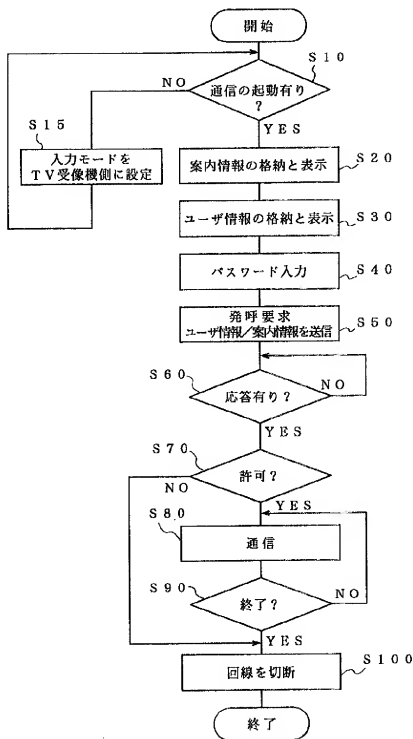 開始
S10
通信の起動有り
?
NO
YES
S15
入力モードを
TV受像機側に設定
案内情報の格納と表示
S20
ユーザ情報の格納と表示
S30
パスワード入力
S40
発呼要求
ユーザ情報/案内情報を送信
S50
S60
応答有り?
NO
YES
S70
許可?
NO
YES
S80
通信
S90
終了?
NO
YES
回線を切断
S100
終了